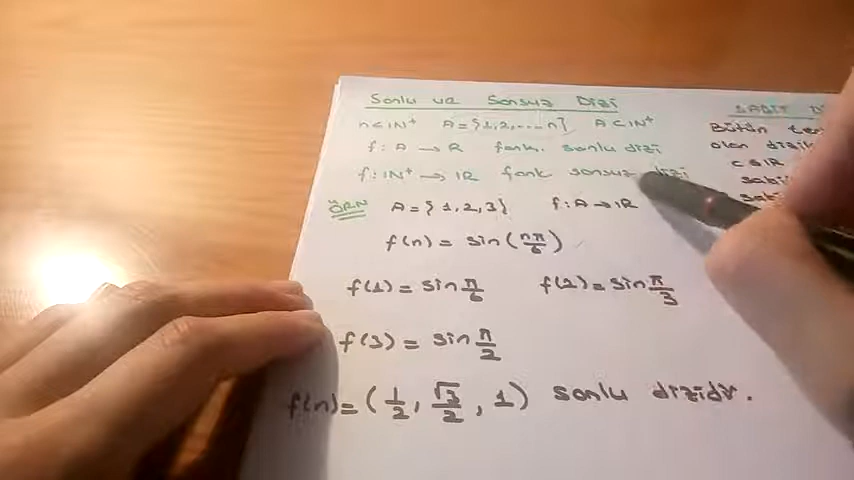 Sonlu ve Sonsuz Dizi
n∈IN⁺ A={1,2,...n} A⊂IN⁺
f:A→R fonk. sonlu dizi
f:IN⁺→IR fonk sonsuz dizi
ÖRN A={1,2,3} f:A→IR
f(n)=sin(nπ/6)
f(1)=sin π/6 f(2)=sin π/3
f(3)=sin π/2
f(n)=(1/2, √3/2, 1) sonlu dizidir.
SABİT
Bütün
olan
c∈IR